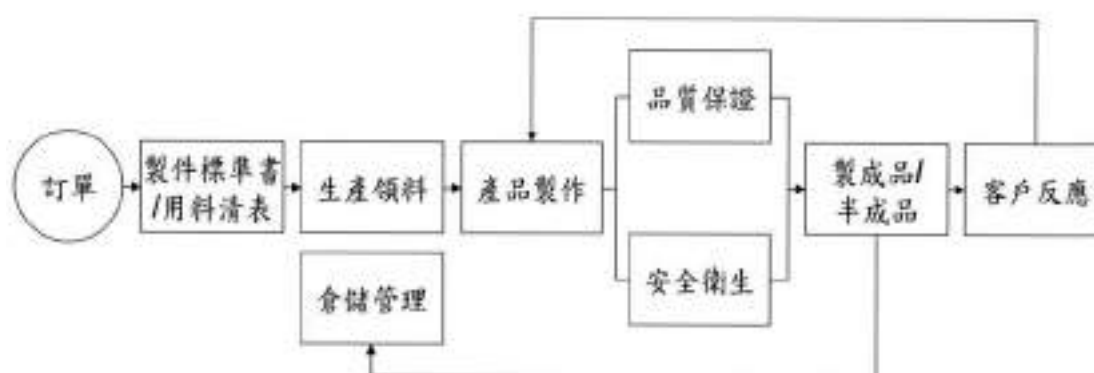 品質保證
訂單
製件標準書
/用料清表
生產領料
產品製作
製成品/
半成品
客戶反應
倉儲管理
安全衛生